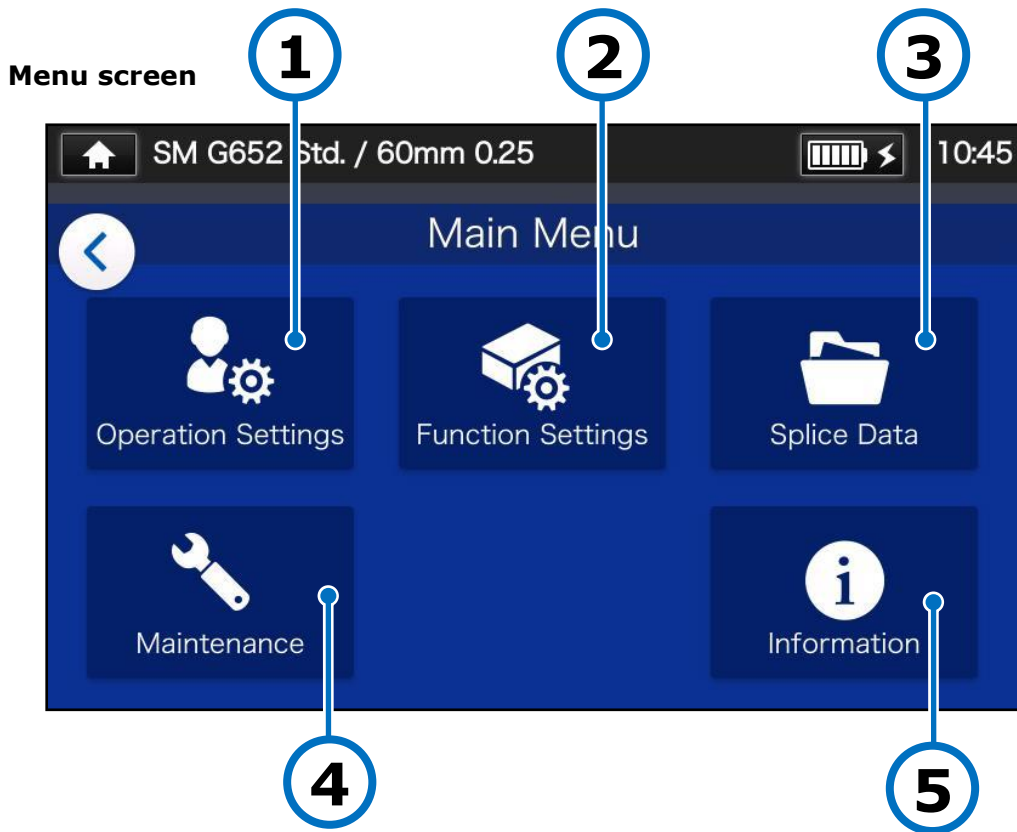 1 2 3
Menu screen
SM G652 Std. / 60mm 0.25 10:45
Main Menu
Operation Settings Function Settings Splice Data
i
Maintenance Information
4 5